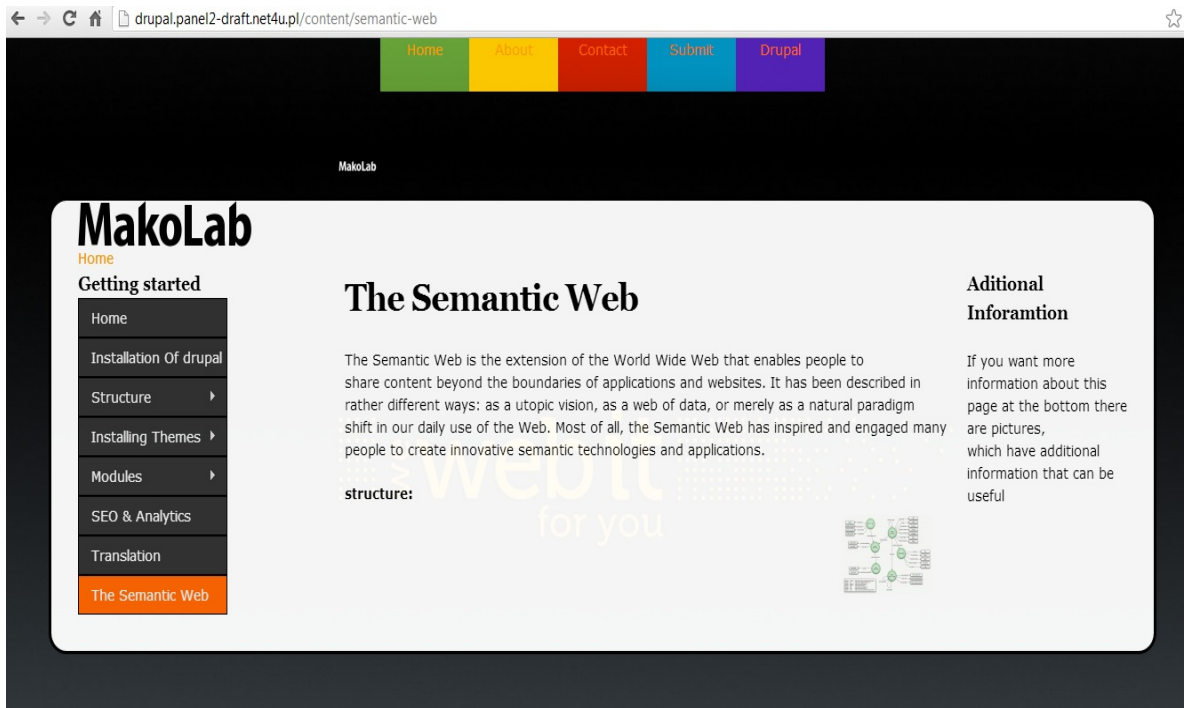 drupal.panel2-draft.net4u.pl/content/semantic-web
Home About Contact Submit Drupal
MakoLab
MakoLab
Home
Getting started
Home
Installation Of drupal
Structure
Installing Themes
Modules
SEO & Analytics
Translation
The Semantic Web
The Semantic Web
The Semantic Web is the extension of the World Wide Web that enables people to
share content beyond the boundaries of applications and websites. It has been described in
rather different ways: as a utopic vision, as a web of data, or merely as a natural paradigm
shift in our daily use of the Web. Most of all, the Semantic Web has inspired and engaged many
people to create innovative semantic technologies and applications.
structure:
we web it
for you
Aditional
Inforamtion
If you want more
information about this
page at the bottom there
are pictures,
which have additional
information that can be
useful